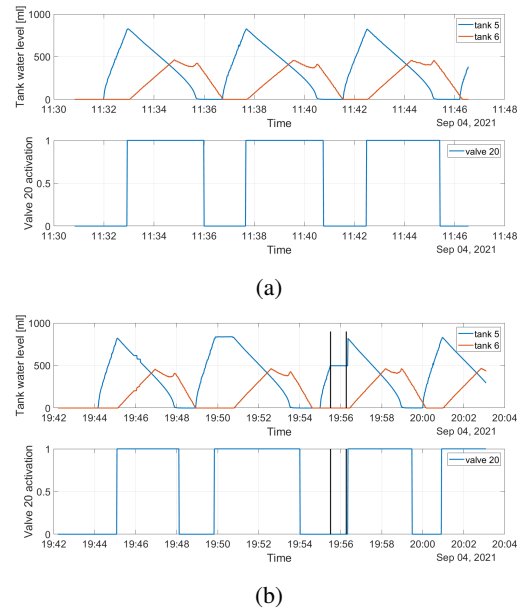 1000
500
0
Tank water level [ml]
tank 5
tank 6
11:30 11:32 11:34 11:36 11:38 11:40 11:42 11:44 11:46 11:48
Time
Sep 04, 2021
1
0.5
0
Valve 20 activation
valve 20
11:30 11:32 11:34 11:36 11:38 11:40 11:42 11:44 11:46 11:48
Time
Sep 04, 2021
(a)
1000
500
0
Tank water level [ml]
tank 5
tank 6
19:42 19:44 19:46 19:48 19:50 19:52 19:54 19:56 19:58 20:00 20:02 20:04
Time
Sep 04, 2021
1
0.5
0
Valve 20 activation
valve 20
19:42 19:44 19:46 19:48 19:50 19:52 19:54 19:56 19:58 20:00 20:02 20:04
Time
Sep 04, 2021
(b)